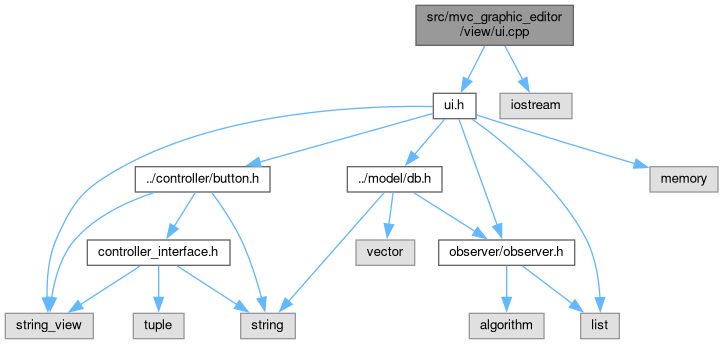 src/mvc_graphic_editor
/view/ui.cpp
ui.h
iostream
../controller/button.h
../model/db.h
memory
controller_interface.h
vector
observer/observer.h
string_view
tuple
string
algorithm
list